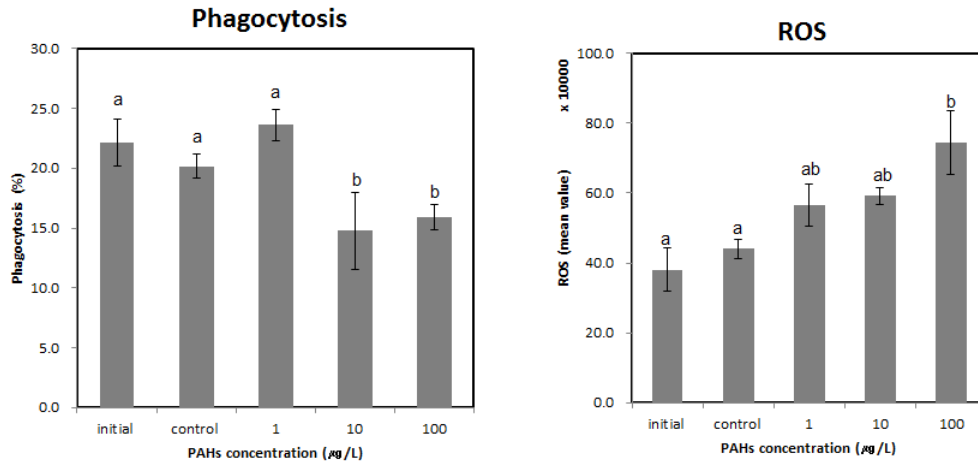 Phagocytosis
30.0
25.0
20.0
15.0
10.0
5.0
0.0
Phagocytosis (%)
a
a
a
b
b
initial control 1 10 100
PAHs concentration (㎍/L)
ROS
x 10000
100.0
80.0
60.0
40.0
20.0
0.0
ROS (mean value)
a
a
ab
ab
b
initial control 1 10 100
PAHs concentration (㎍/L)